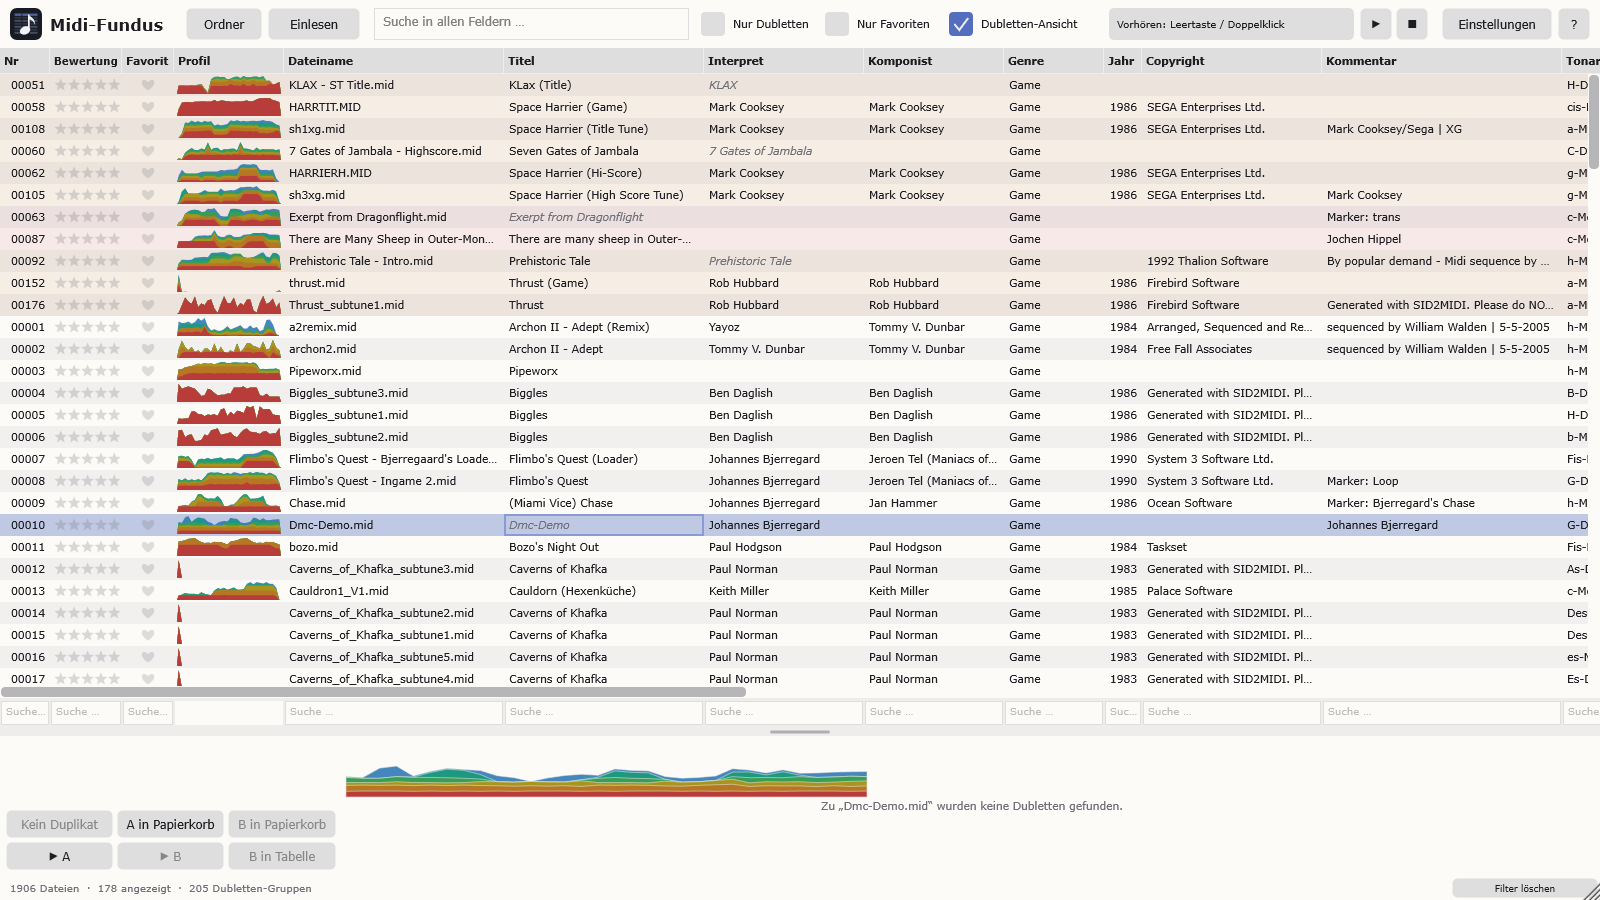 Midi-Fundus Ordner Einlesen Suche in allen Feldern ... Nur Dubletten Nur Favoriten Dubletten-Ansicht Vorhören: Leertaste / Doppelklick ▶ ■ Einstellungen ?
Nr Bewertung Favorit Profil Dateiname Titel Interpret Komponist Genre Jahr Copyright Kommentar Tonar
00051 KLAX - ST Title.mid KLax (Title) KLAX Game H-D
00058 HARRTIT.MID Space Harrier (Game) Mark Cooksey Mark Cooksey Game 1986 SEGA Enterprises Ltd. cis-
00108 sh1xg.mid Space Harrier (Title Tune) Mark Cooksey Mark Cooksey Game 1986 SEGA Enterprises Ltd. Mark Cooksey/Sega | XG a-M
00060 7 Gates of Jambala - Highscore.mid Seven Gates of Jambala 7 Gates of Jambala Game C-D
00062 HARRIERH.MID Space Harrier (Hi-Score) Mark Cooksey Mark Cooksey Game 1986 SEGA Enterprises Ltd. g-M
00105 sh3xg.mid Space Harrier (High Score Tune) Mark Cooksey Mark Cooksey Game 1986 SEGA Enterprises Ltd. Mark Cooksey g-M
00063 Exerpt from Dragonflight.mid Exerpt from Dragonflight Game Marker: trans c-M
00087 There are Many Sheep in Outer-Mon... There are many sheep in Outer-... Game Jochen Hippel c-M
00092 Prehistoric Tale - Intro.mid Prehistoric Tale Prehistoric Tale Game 1992 Thalion Software By popular demand - Midi sequence by ... h-M
00152 thrust.mid Thrust (Game) Rob Hubbard Rob Hubbard Game 1986 Firebird Software a-M
00176 Thrust_subtune1.mid Thrust Rob Hubbard Rob Hubbard Game 1986 Firebird Software Generated with SID2MIDI. Please do NO... a-M
00001 a2remix.mid Archon II - Adept (Remix) Yayoz Tommy V. Dunbar Game 1984 Arranged, Sequenced and Re... sequenced by William Walden | 5-5-2005 h-M
00002 archon2.mid Archon II - Adept Tommy V. Dunbar Tommy V. Dunbar Game 1984 Free Fall Associates sequenced by William Walden | 5-5-2005 h-M
00003 Pipeworx.mid Pipeworx Game h-M
00004 Biggles_subtune3.mid Biggles Ben Daglish Ben Daglish Game 1986 Generated with SID2MIDI. Pl... B-D
00005 Biggles_subtune1.mid Biggles Ben Daglish Ben Daglish Game 1986 Generated with SID2MIDI. Pl... H-D
00006 Biggles_subtune2.mid Biggles Ben Daglish Ben Daglish Game 1986 Generated with SID2MIDI. Pl... b-M
00007 Flimbo's Quest - Bjerregaard's Loade... Flimbo's Quest (Loader) Johannes Bjerregard Jeroen Tel (Maniacs of... Game 1990 System 3 Software Ltd. Fis-
00008 Flimbo's Quest - Ingame 2.mid Flimbo's Quest Johannes Bjerregard Jeroen Tel (Maniacs of... Game 1990 System 3 Software Ltd. Marker: Loop G-D
00009 Chase.mid (Miami Vice) Chase Johannes Bjerregard Jan Hammer Game 1986 Ocean Software Marker: Bjerregard's Chase h-M
00010 Dmc-Demo.mid Dmc-Demo Johannes Bjerregard Game Johannes Bjerregard G-D
00011 bozo.mid Bozo's Night Out Paul Hodgson Paul Hodgson Game 1984 Taskset Fis-
00012 Caverns_of_Khafka_subtune3.mid Caverns of Khafka Paul Norman Paul Norman Game 1983 Generated with SID2MIDI. Pl... As-D
00013 Cauldron1_V1.mid Cauldorn (Hexenküche) Keith Miller Keith Miller Game 1985 Palace Software c-M
00014 Caverns_of_Khafka_subtune2.mid Caverns of Khafka Paul Norman Paul Norman Game 1983 Generated with SID2MIDI. Pl... Des
00015 Caverns_of_Khafka_subtune1.mid Caverns of Khafka Paul Norman Paul Norman Game 1983 Generated with SID2MIDI. Pl... Des
00016 Caverns_of_Khafka_subtune5.mid Caverns of Khafka Paul Norman Paul Norman Game 1983 Generated with SID2MIDI. Pl... es-M
00017 Caverns_of_Khafka_subtune4.mid Caverns of Khafka Paul Norman Paul Norman Game 1983 Generated with SID2MIDI. Pl... Es-D
Suche... Suche ... Suche... Suche ... Suche ... Suche ... Suche ... Suche ... Suc... Suche ... Suche ... Suche
Zu „Dmc-Demo.mid“ wurden keine Dubletten gefunden.
Kein Duplikat A in Papierkorb B in Papierkorb
▶ A ▶ B B in Tabelle
1906 Dateien · 178 angezeigt · 205 Dubletten-Gruppen Filter löschen